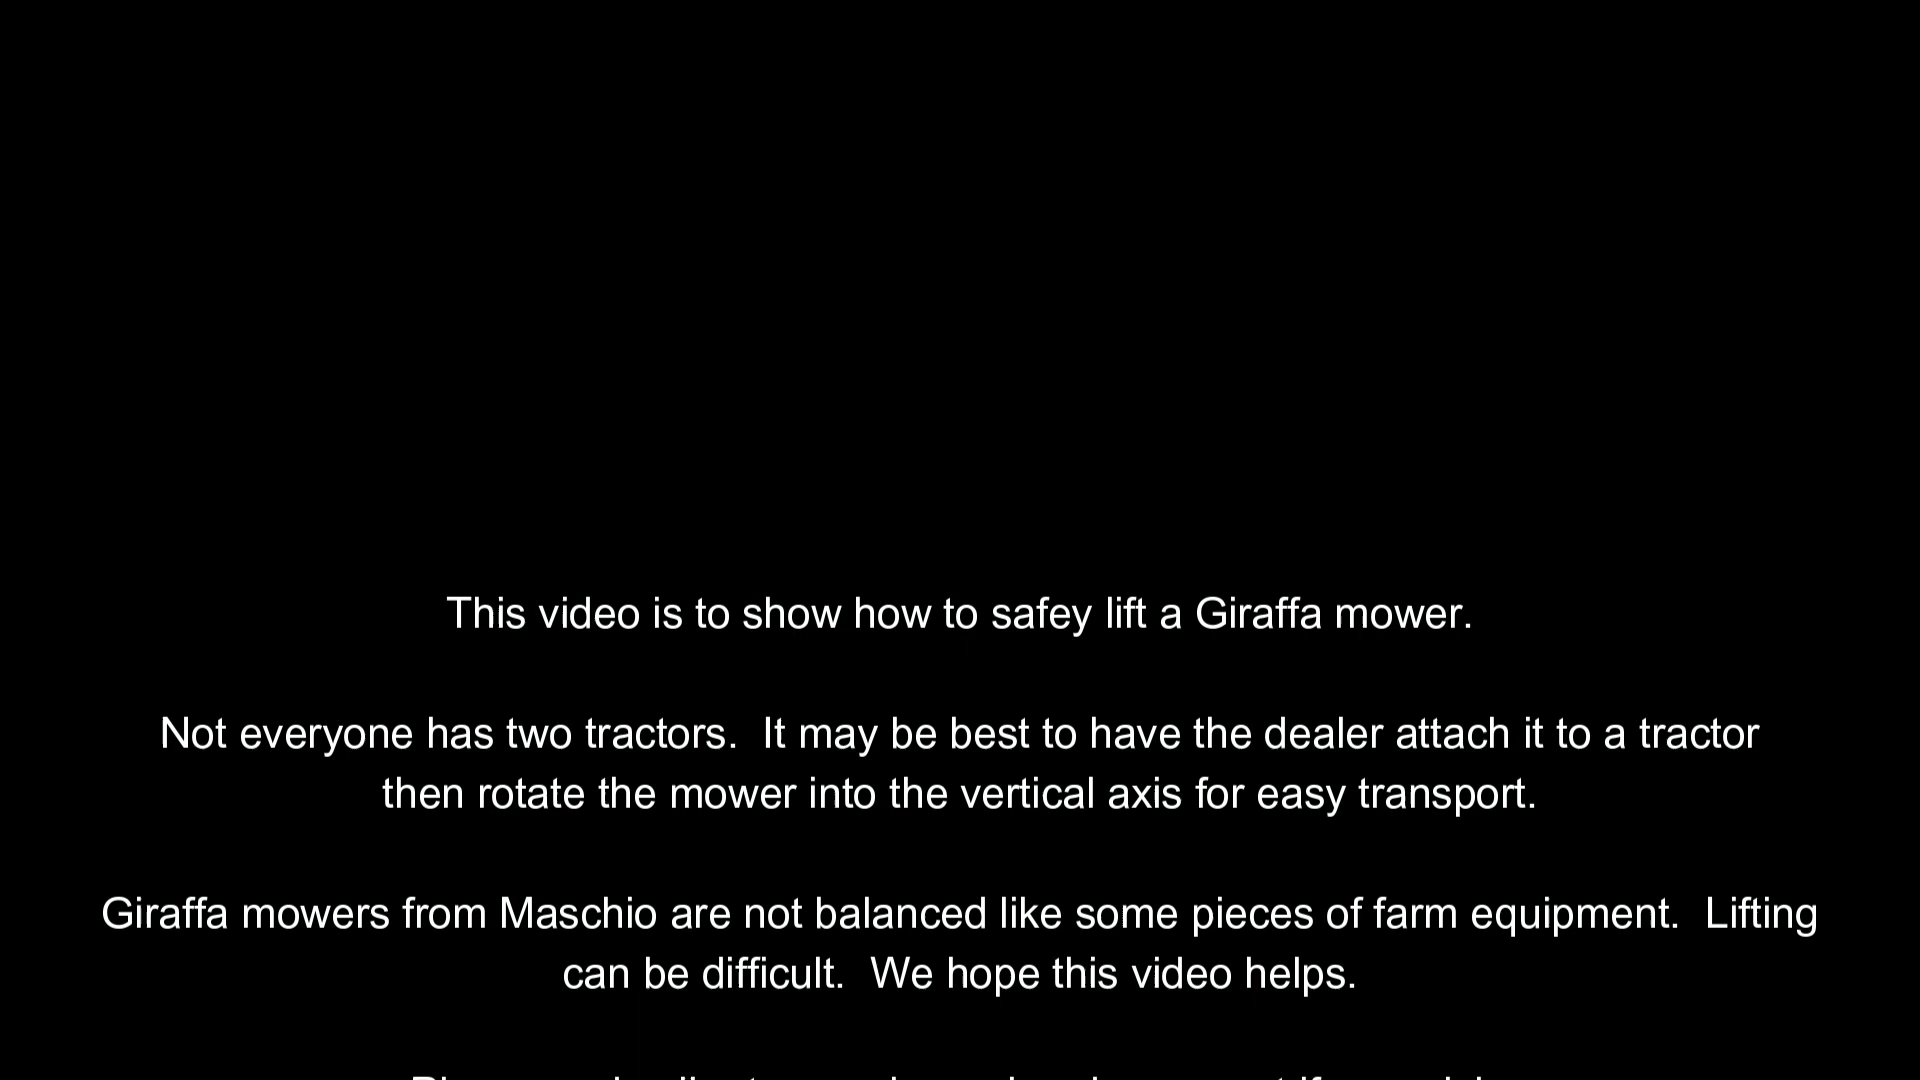 This video is to show how to safey lift a Giraffa mower.
Not everyone has two tractors.  It may be best to have the dealer attach it to a tractor
then rotate the mower into the vertical axis for easy transport.
Giraffa mowers from Maschio are not balanced like some pieces of farm equipment.  Lifting
can be difficult.  We hope this video helps.